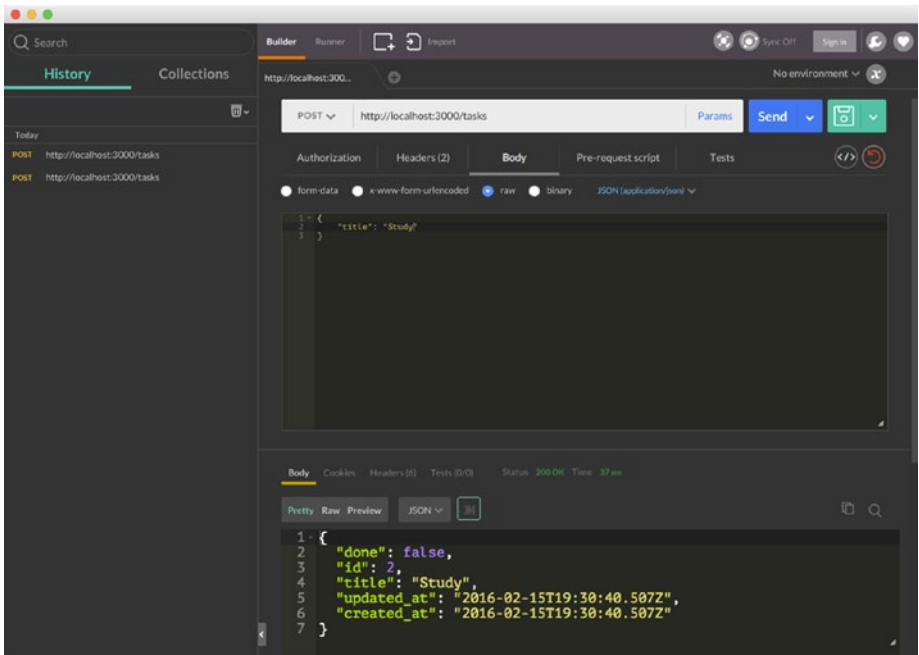 Search
Builder Runner Import Sync Off Sign in
History Collections
http://localhost:300... No environment
POST http://localhost:3000/tasks Params Send
Today
POST http://localhost:3000/tasks
POST http://localhost:3000/tasks
Authorization Headers (2) Body Pre-request script Tests
form-data x-www-form-urlencoded raw binary JSON (application/json)
1 {
2 "title": "Study"
3 }
Body Cookies Headers (6) Tests (0/0) Status 200 OK Time 37 ms
Pretty Raw Preview JSON
1 {
2 "done": false,
3 "id": 2,
4 "title": "Study",
5 "updated_at": "2016-02-15T19:30:40.507Z",
6 "created_at": "2016-02-15T19:30:40.507Z"
7 }